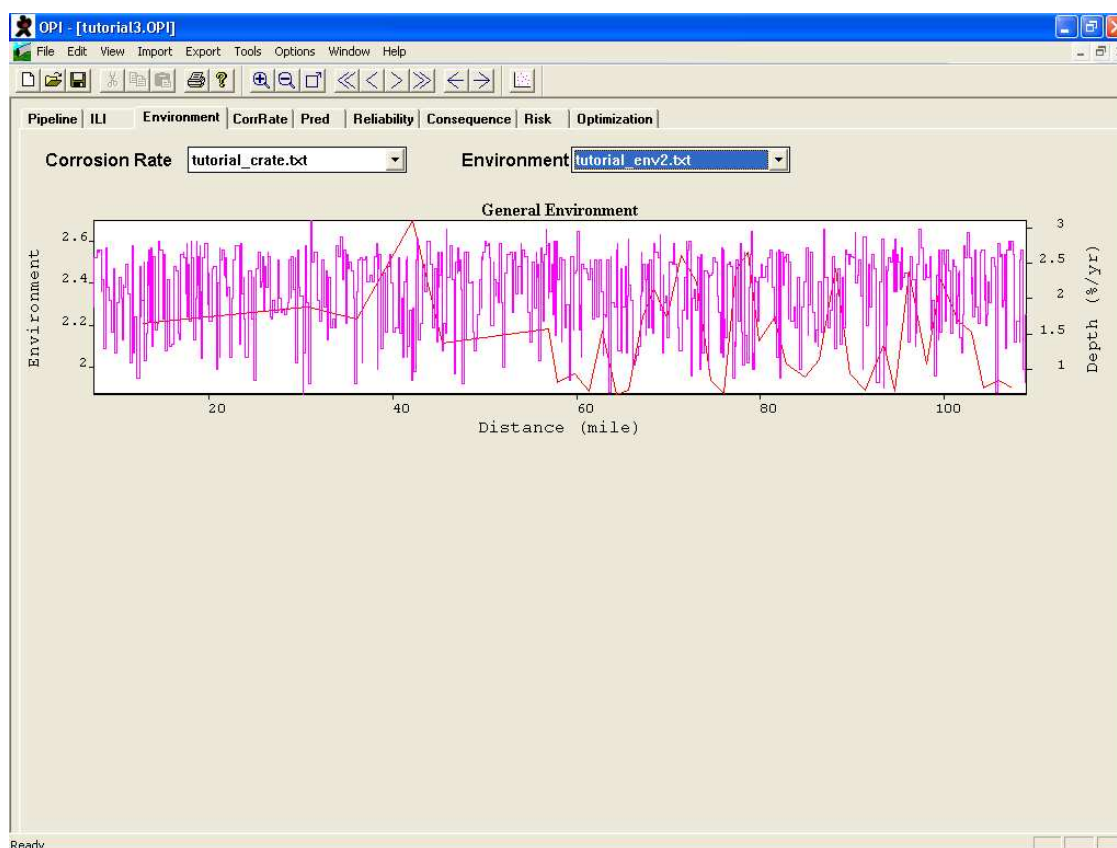 OPI - [tutorial3.OPI]
File Edit View Import Export Tools Options Window Help
Pipeline ILI Environment CorrRate Pred Reliability Consequence Risk Optimization
Corrosion Rate tutorial_crate.txt Environment tutorial_env2.txt
General Environment
Environment
2.6
2.4
2.2
2
3
2.5
2
1.5
1
Depth (%/yr)
20 40 60 80 100
Distance (mile)
Ready